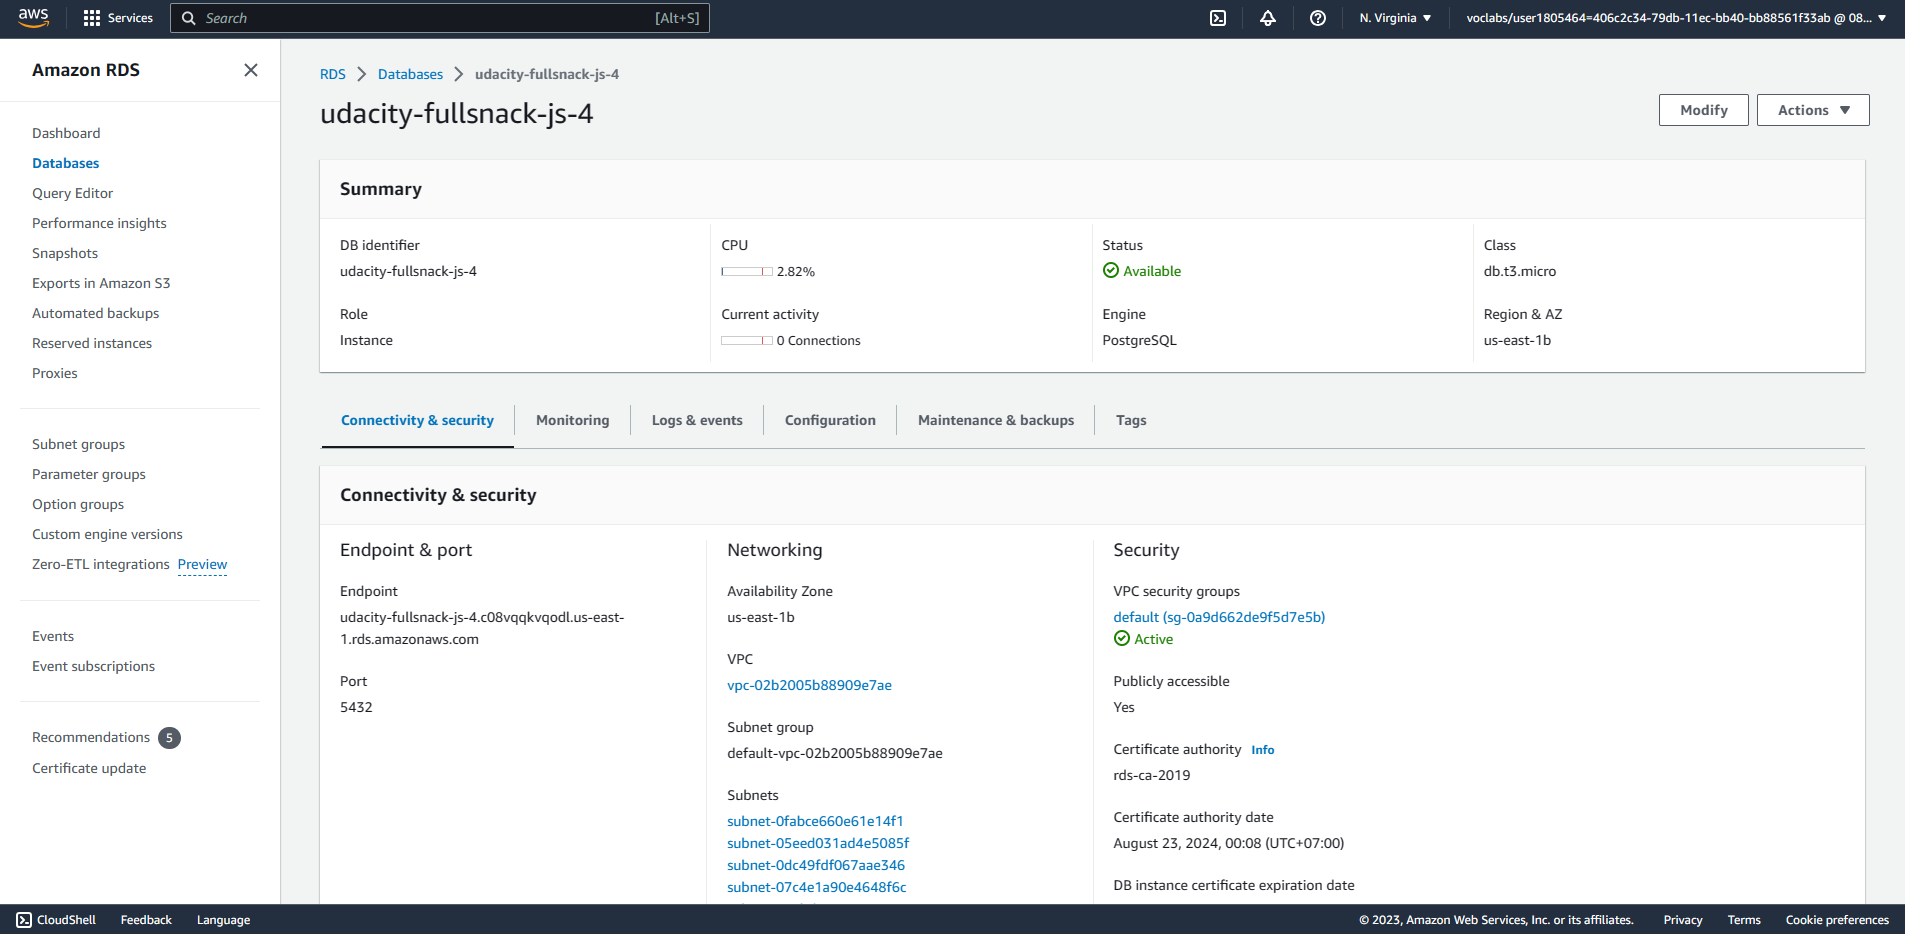 aws
Services
Search
[Alt+S]
N. Virginia
voclabs/user1805464=406c2c34-79db-11ec-bb40-bb88561f33ab @ 08...
Amazon RDS
Dashboard
Databases
Query Editor
Performance insights
Snapshots
Exports in Amazon S3
Automated backups
Reserved instances
Proxies
Subnet groups
Parameter groups
Option groups
Custom engine versions
Zero-ETL integrations Preview
Events
Event subscriptions
Recommendations 5
Certificate update
RDS > Databases > udacity-fullsnack-js-4
udacity-fullsnack-js-4
Modify
Actions
Summary
DB identifier
udacity-fullsnack-js-4
CPU
2.82%
Status
Available
Class
db.t3.micro
Role
Instance
Current activity
0 Connections
Engine
PostgreSQL
Region & AZ
us-east-1b
Connectivity & security
Monitoring
Logs & events
Configuration
Maintenance & backups
Tags
Connectivity & security
Endpoint & port
Endpoint
udacity-fullsnack-js-4.c08vqqkvqodl.us-east-
1.rds.amazonaws.com
Port
5432
Networking
Availability Zone
us-east-1b
VPC
vpc-02b2005b88909e7ae
Subnet group
default-vpc-02b2005b88909e7ae
Subnets
subnet-0fabce660e61e14f1
subnet-05eed031ad4e5085f
subnet-0dc49fdf067aae346
subnet-07c4e1a90e4648f6c
Security
VPC security groups
default (sg-0a9d662de9f5d7e5b)
Active
Publicly accessible
Yes
Certificate authority Info
rds-ca-2019
Certificate authority date
August 23, 2024, 00:08 (UTC+07:00)
DB instance certificate expiration date
CloudShell
Feedback
Language
© 2023, Amazon Web Services, Inc. or its affiliates.
Privacy
Terms
Cookie preferences